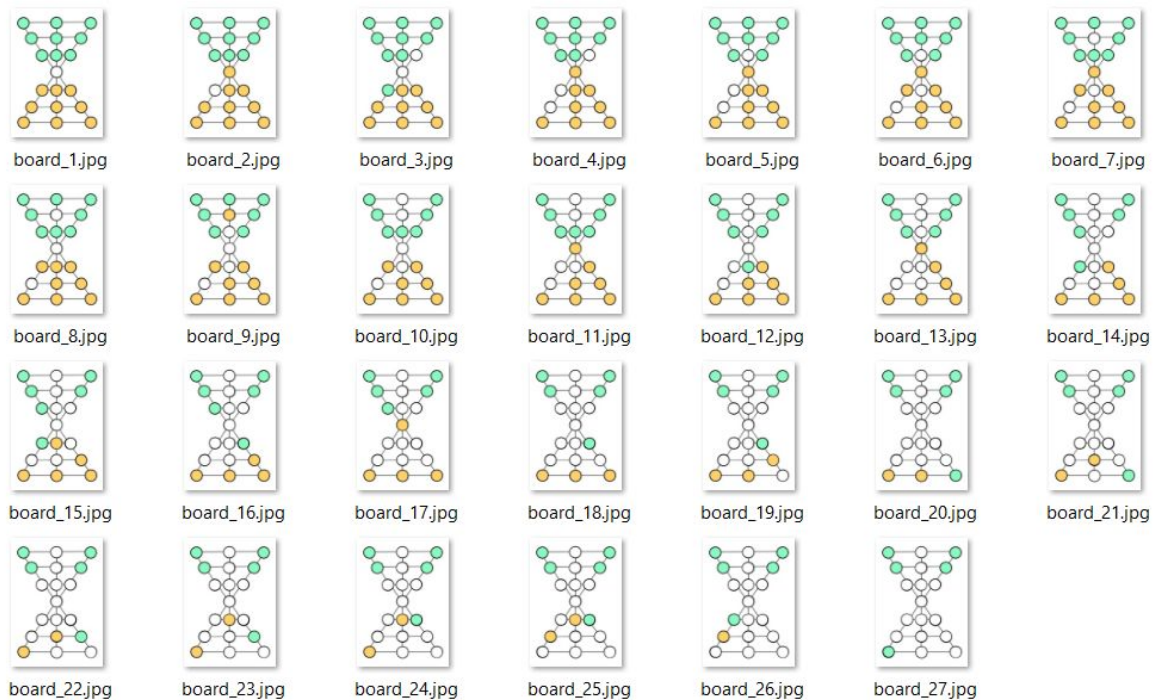 board_1.jpg board_2.jpg board_3.jpg board_4.jpg board_5.jpg board_6.jpg board_7.jpg
board_8.jpg board_9.jpg board_10.jpg board_11.jpg board_12.jpg board_13.jpg board_14.jpg
board_15.jpg board_16.jpg board_17.jpg board_18.jpg board_19.jpg board_20.jpg board_21.jpg
board_22.jpg board_23.jpg board_24.jpg board_25.jpg board_26.jpg board_27.jpg